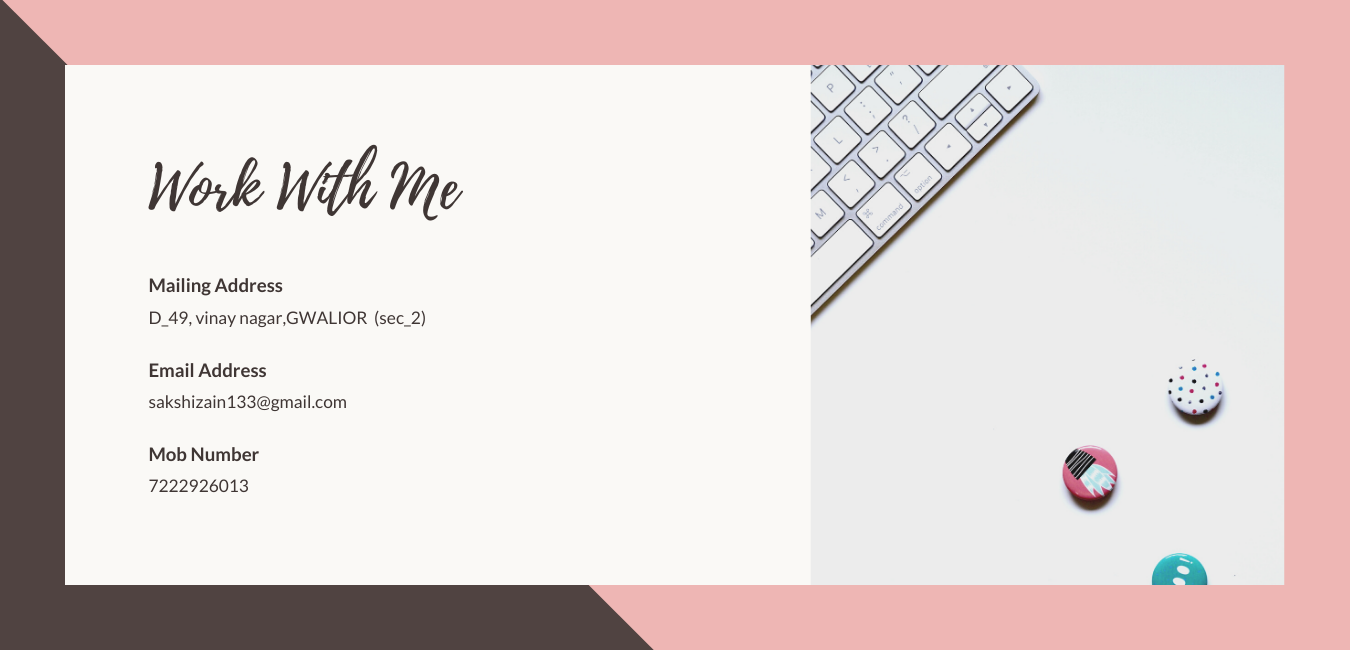 Work With Me
Mailing Address
D_49, vinay nagar,GWALIOR (sec_2)
Email Address
sakshizain133@gmail.com
Mob Number
7222926013
P
L
M
command
option